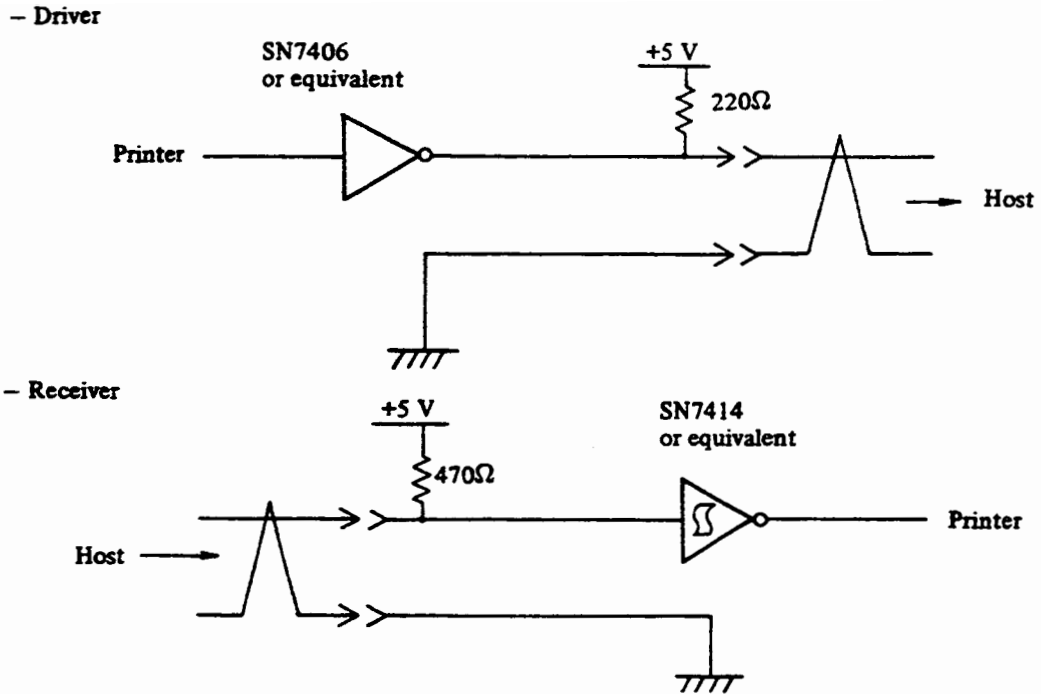 – Driver
SN7406
or equivalent
+5 V
220Ω
Printer
Host
– Receiver
+5 V
SN7414
or equivalent
470Ω
Printer
Host